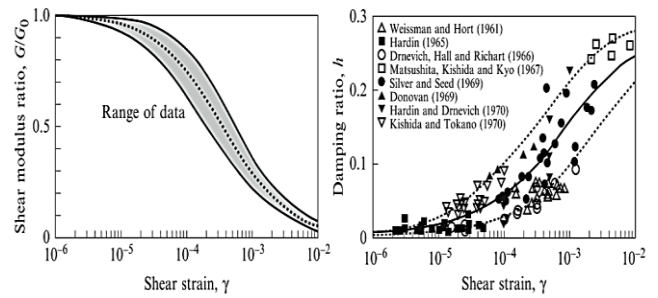 Shear modulus ratio, G/G₀
1.0
0.5
0
Range of data
10⁻⁶
10⁻⁵
10⁻⁴
10⁻³
10⁻²
Shear strain, γ
Damping ratio, h
0.3
0.2
0.1
0
Weissman and Hort (1961)
Hardin (1965)
Drnevich, Hall and Richart (1966)
Matsushita, Kishida and Kyo (1967)
Silver and Seed (1969)
Donovan (1969)
Hardin and Drnevich (1970)
Kishida and Tokano (1970)
10⁻⁶
10⁻⁵
10⁻⁴
10⁻³
10⁻²
Shear strain, γ